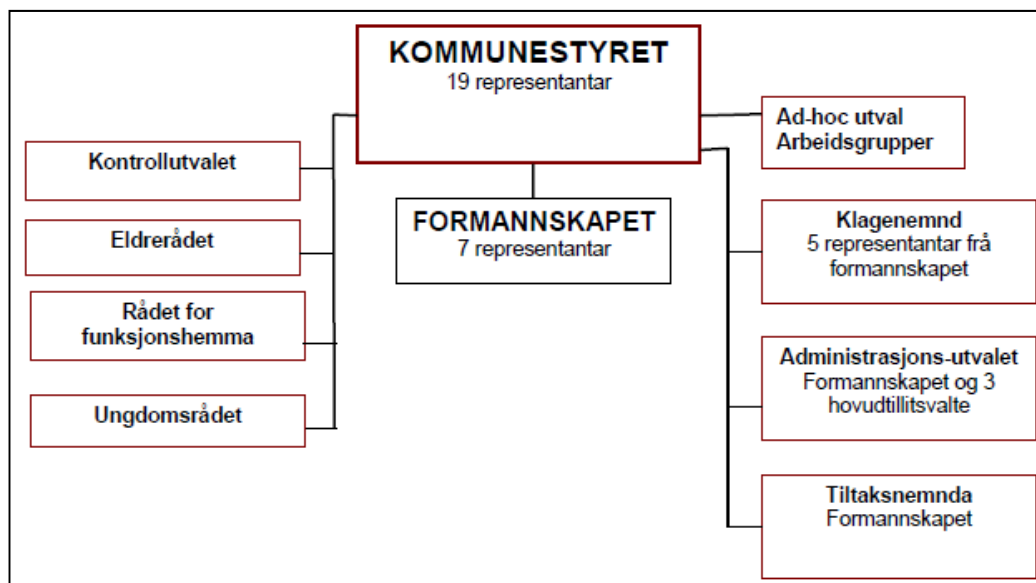 KOMMUNESTYRET
19 representantar
Ad-hoc utval
Arbeidsgrupper
Kontrollutvalet
FORMANNSKAPET
7 representantar
Klagenemnd
5 representantar frå
formannskapet
Eldrerådet
Rådet for
funksjonshemma
Administrasjons-utvalet
Formannskapet og 3
hovudtillitsvalte
Ungdomsrådet
Tiltaksnemnda
Formannskapet